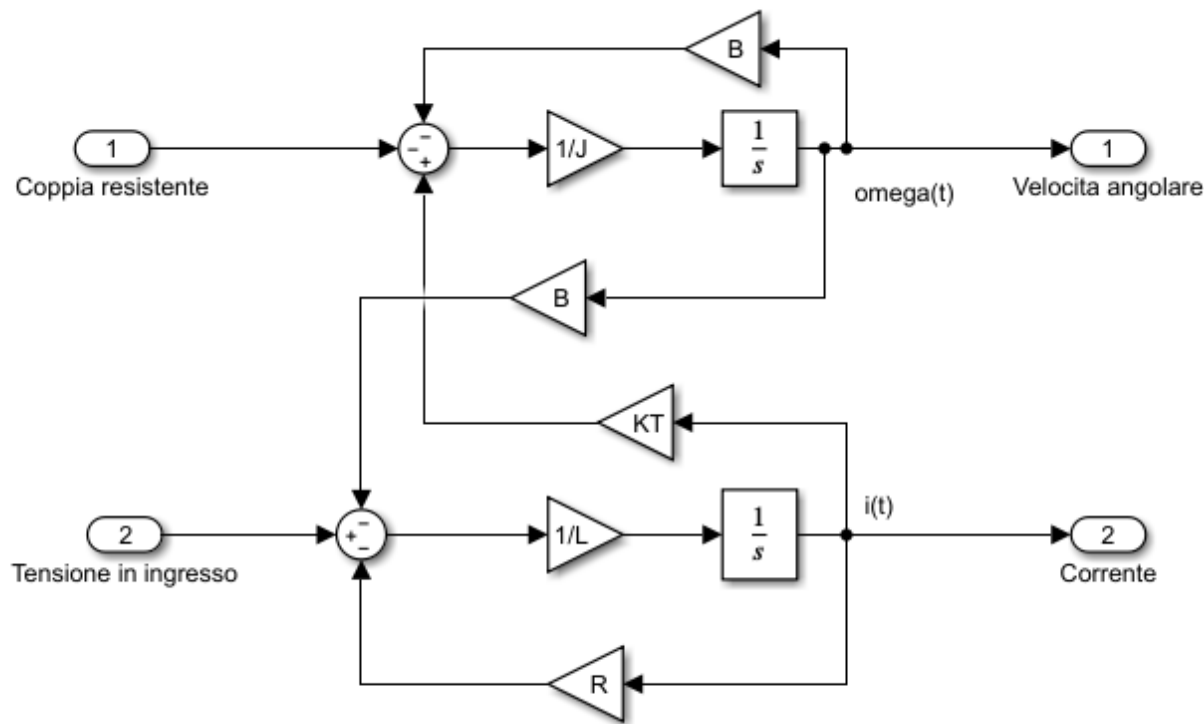 B
1
Coppia resistente
− − +
1/J
1/s
omega(t)
1
Velocita angolare
B
KT
2
Tensione in ingresso
+ − −
1/L
1/s
i(t)
2
Corrente
R